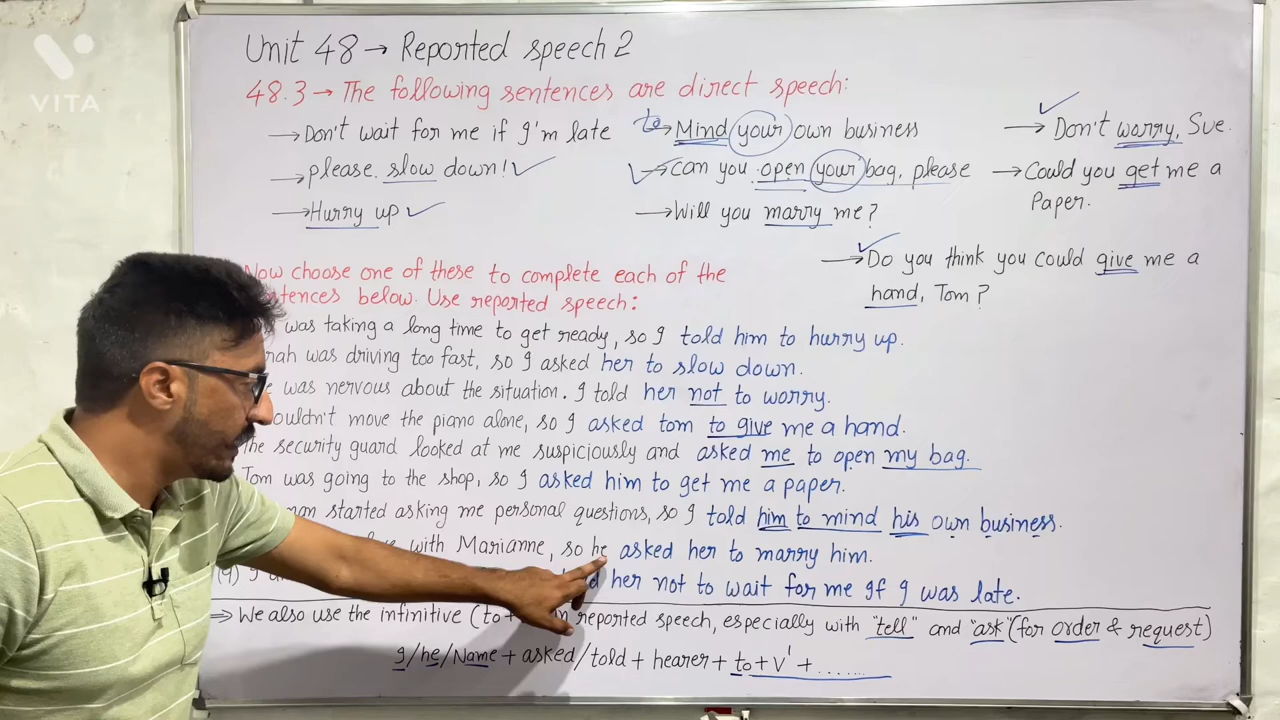 VITA
Unit 48 → Reported speech 2
48.3 → The following sentences are direct speech:
→ Don't wait for me if I'm late
→ please. slow down! ✓
→ Hurry up ✓
to → Mind your own business
✓ → can you open your bag, please
→ Will you marry me?
✓
→ Don't worry, Sue.
→ Could you get me a
Paper.
✓
→ Do you think you could give me a
hand, Tom?
Now choose one of these to complete each of the
sentences below. Use reported speech:
was taking a long time to get ready, so I told him to hurry up.
was driving too fast, so I asked her to slow down.
was nervous about the situation. I told her not to worry.
move the piano alone, so I asked tom to give me a hand.
The security guard looked at me suspiciously and asked me to open my bag.
Tom was going to the shop, so I asked him to get me a paper.
started asking me personal questions, so I told him to mind his own business.
with Marianne, so he asked her to marry him.
(9) I her not to wait for me If I was late.
⇒ We also use the infinitive (to+ in reported speech, especially with "tell" and "ask" (for order & request)
I/he/Name + asked/told + hearer + to + V¹ + .......